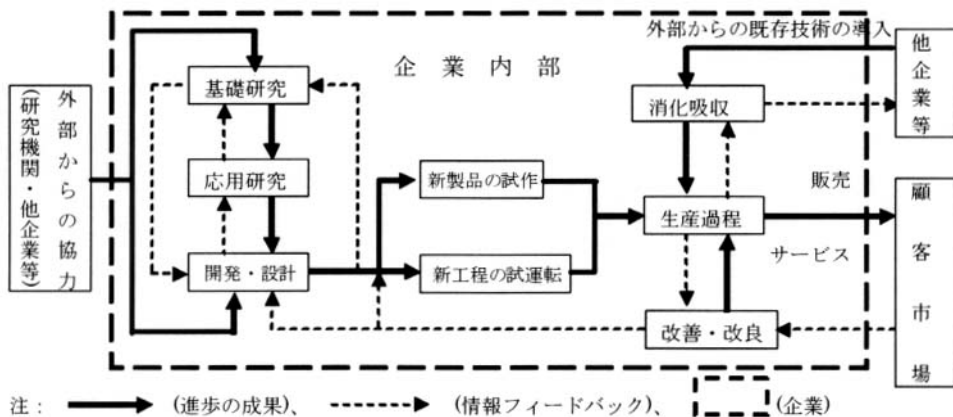 外部からの既存技術の導入
企業内部
他企業等
基礎研究
消化吸収
外部からの協力
(研究機関・他企業等)
応用研究
新製品の試作
販売
顧客市場
生産過程
サービス
開発・設計
新工程の試運転
改善・改良
注： (進歩の成果)、 (情報フィードバック)、 (企業)